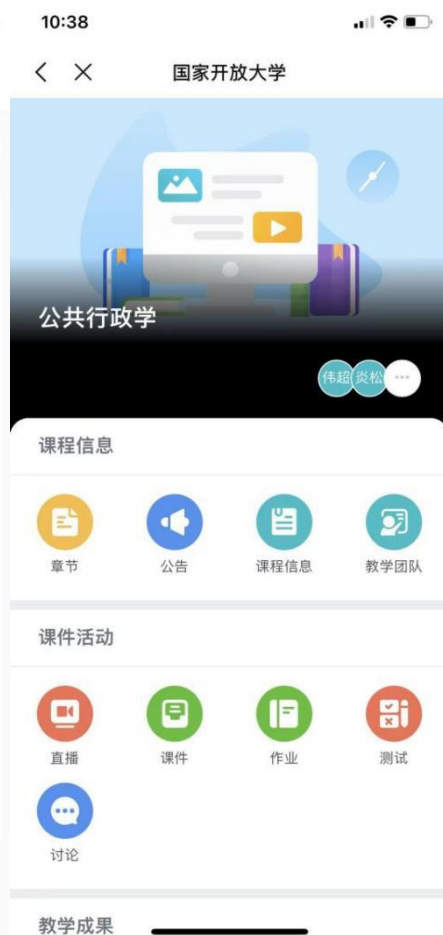 10:38
国家开放大学
公共行政学
伟超 炎松
课程信息
章节 公告 课程信息 教学团队
课件活动
直播 课件 作业 测试
讨论
教学成果